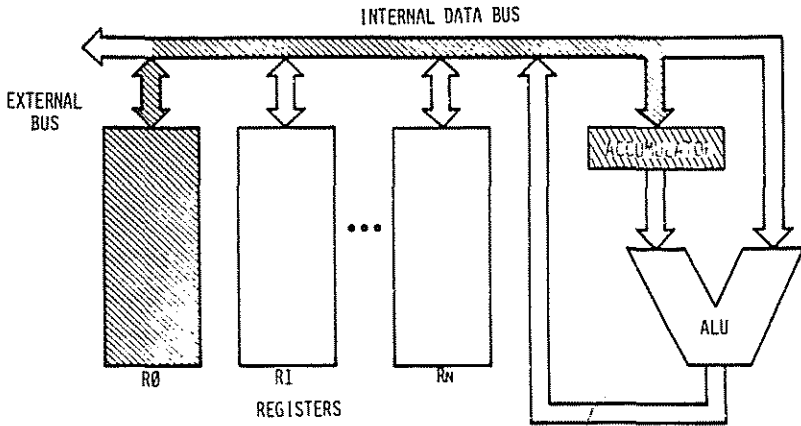 INTERNAL DATA BUS
EXTERNAL
BUS
ACCUMULATOR
ALU
RØ
R1
RN
REGISTERS